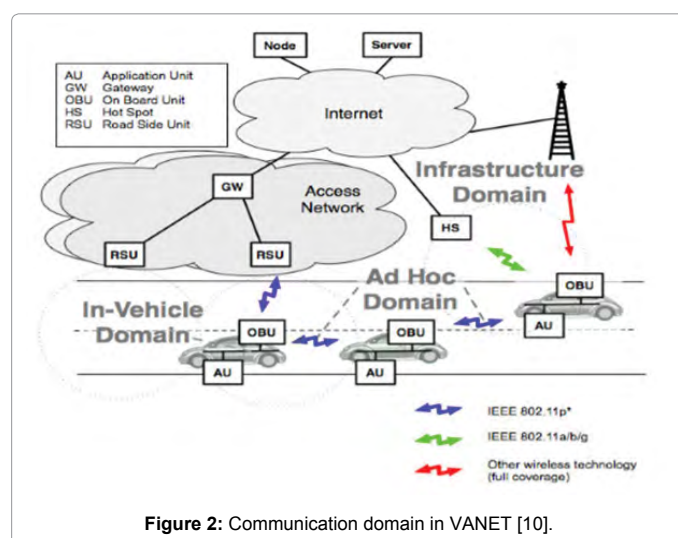 Node
Server
AU Application Unit
GW Gateway
OBU On Board Unit
HS Hot Spot
RSU Road Side Unit
Internet
Infrastructure
Domain
GW
Access
Network
HS
RSU
RSU
Ad Hoc
Domain
OBU
In-Vehicle
Domain
OBU
OBU
AU
AU
AU
IEEE 802.11p*
IEEE 802.11a/b/g
Other wireless technology
(full coverage)
Figure 2: Communication domain in VANET [10].